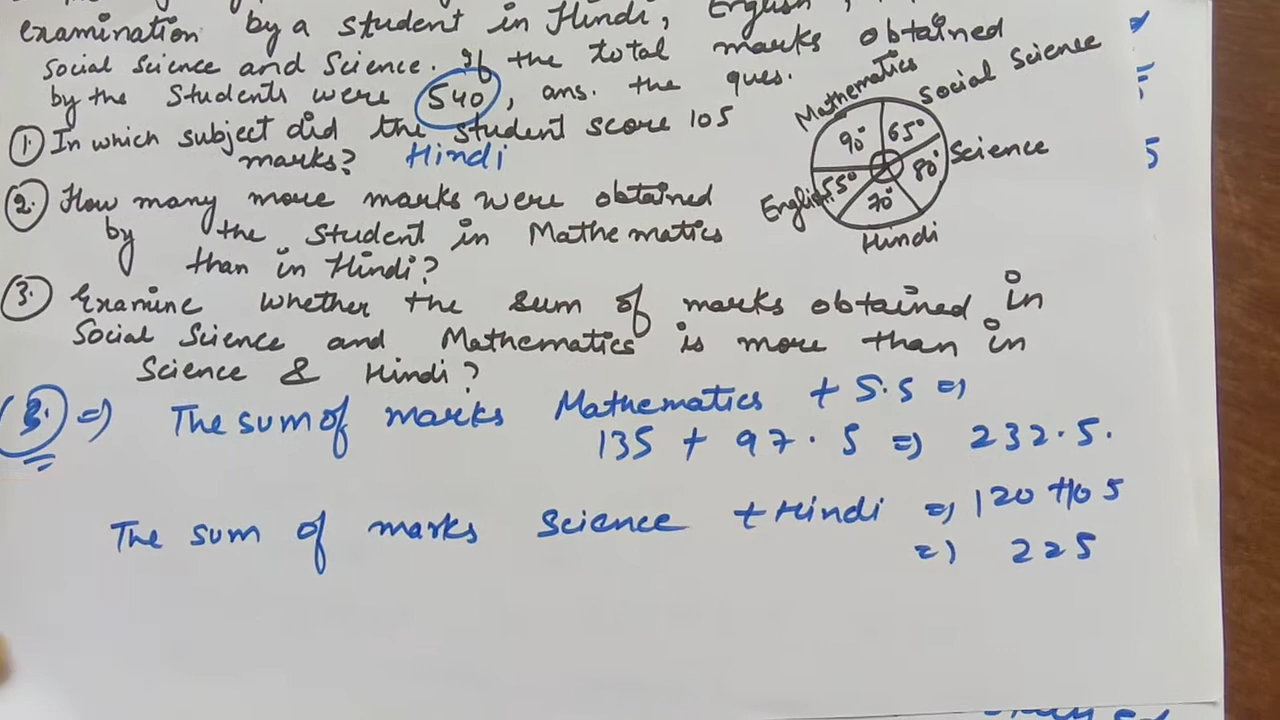 examination by a student in Hindi, English,
Social Science and Science. If the total marks obtained
by the Students were 540, ans. the ques.
1. In which subject did the student score 105
marks? Hindi
2. How many more marks were obtained
by the Student in Mathematics
than in Hindi?
Mathematics
Social Science
90° 65°
Science
80°
English 55°
70°
Hindi
3. Examine whether the sum of marks obtained in
Social Science and Mathematics is more than in
Science & Hindi?
(3.) => The sum of marks Mathematics + S.S =>
135 + 97.5 => 232.5.
The sum of marks Science + Hindi => 120 + 105
=> 225
5